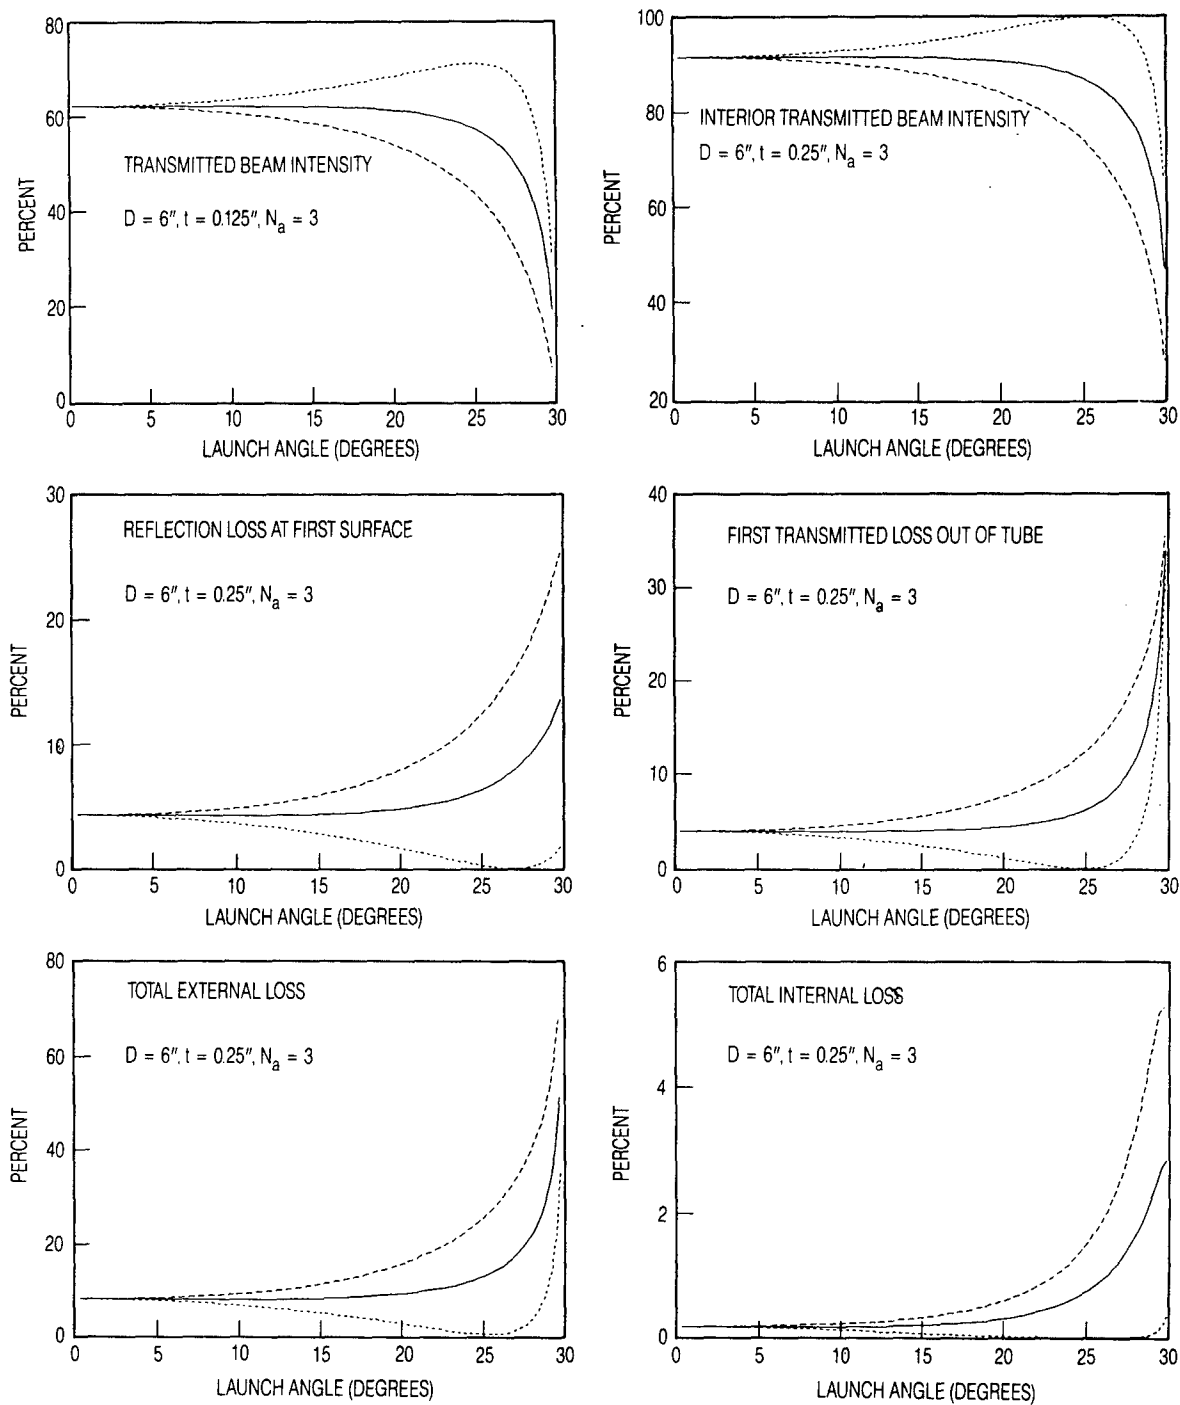 80
60
40
20
0
PERCENT
TRANSMITTED BEAM INTENSITY
D = 6", t = 0.125", Na = 3
0 5 10 15 20 25 30
LAUNCH ANGLE (DEGREES)
100
80
60
40
20
PERCENT
INTERIOR TRANSMITTED BEAM INTENSITY
D = 6", t = 0.25", Na = 3
0 5 10 15 20 25 30
LAUNCH ANGLE (DEGREES)
30
20
10
0
PERCENT
REFLECTION LOSS AT FIRST SURFACE
D = 6", t = 0.25", Na = 3
0 5 10 15 20 25 30
LAUNCH ANGLE (DEGREES)
40
30
20
10
0
PERCENT
FIRST TRANSMITTED LOSS OUT OF TUBE
D = 6", t = 0.25", Na = 3
0 5 10 15 20 25 30
LAUNCH ANGLE (DEGREES)
80
60
40
20
0
PERCENT
TOTAL EXTERNAL LOSS
D = 6", t = 0.25", Na = 3
0 5 10 15 20 25 30
LAUNCH ANGLE (DEGREES)
6
4
2
0
PERCENT
TOTAL INTERNAL LOSS
D = 6", t = 0.25", Na = 3
0 5 10 15 20 25 30
LAUNCH ANGLE (DEGREES)